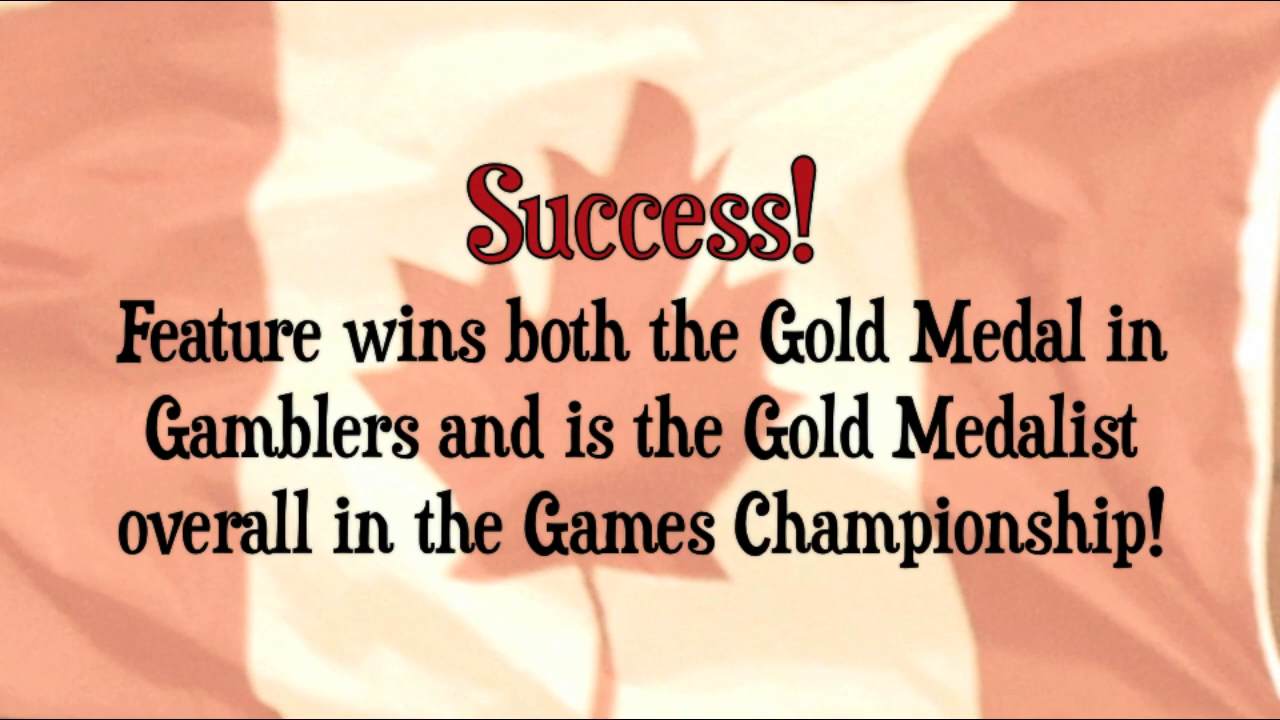 Success!
Feature wins both the Gold Medal in
Gamblers and is the Gold Medalist
overall in the Games Championship!